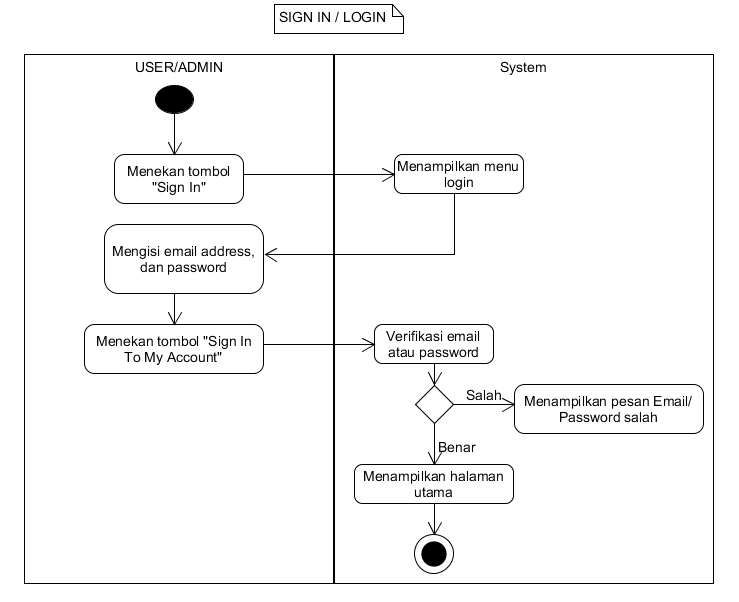 SIGN IN / LOGIN
USER/ADMIN
System
Menekan tombol
"Sign In"
Menampilkan menu
login
Mengisi email address,
dan password
Menekan tombol "Sign In
To My Account"
Verifikasi email
atau password
Salah
Menampilkan pesan Email/
Password salah
Benar
Menampilkan halaman
utama